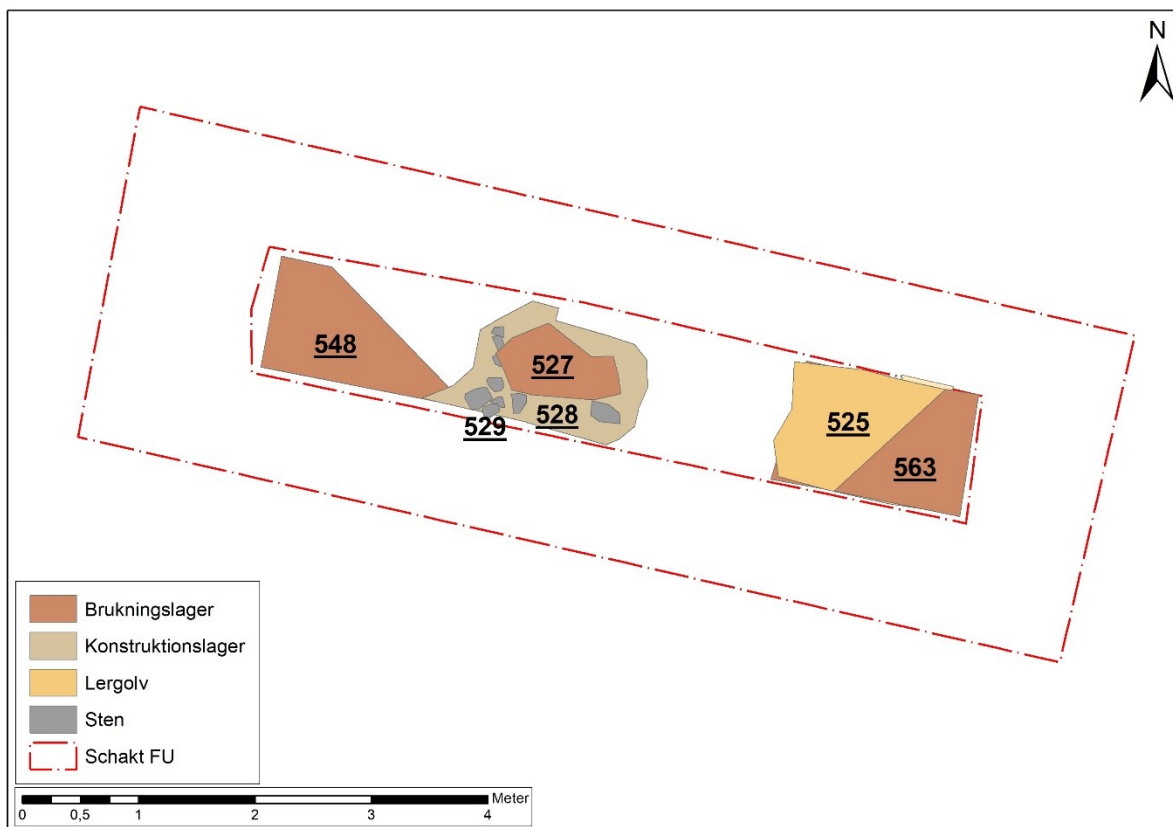 N
548
527
529
528
525
563
Brukningslager
Konstruktionslager
Lergolv
Sten
Schakt FU
Meter
0 0,5 1 2 3 4